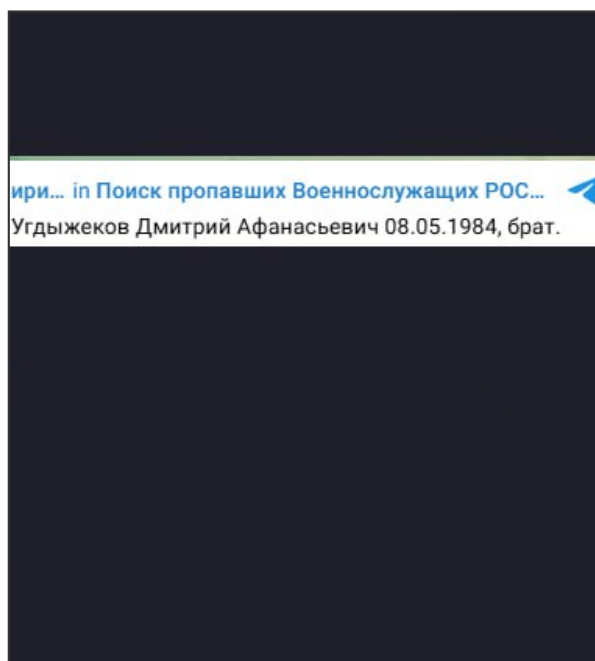 ири... in Поиск пропавших Военнослужащих РОС...
Угдыжеков Дмитрий Афанасьевич 08.05.1984, брат.